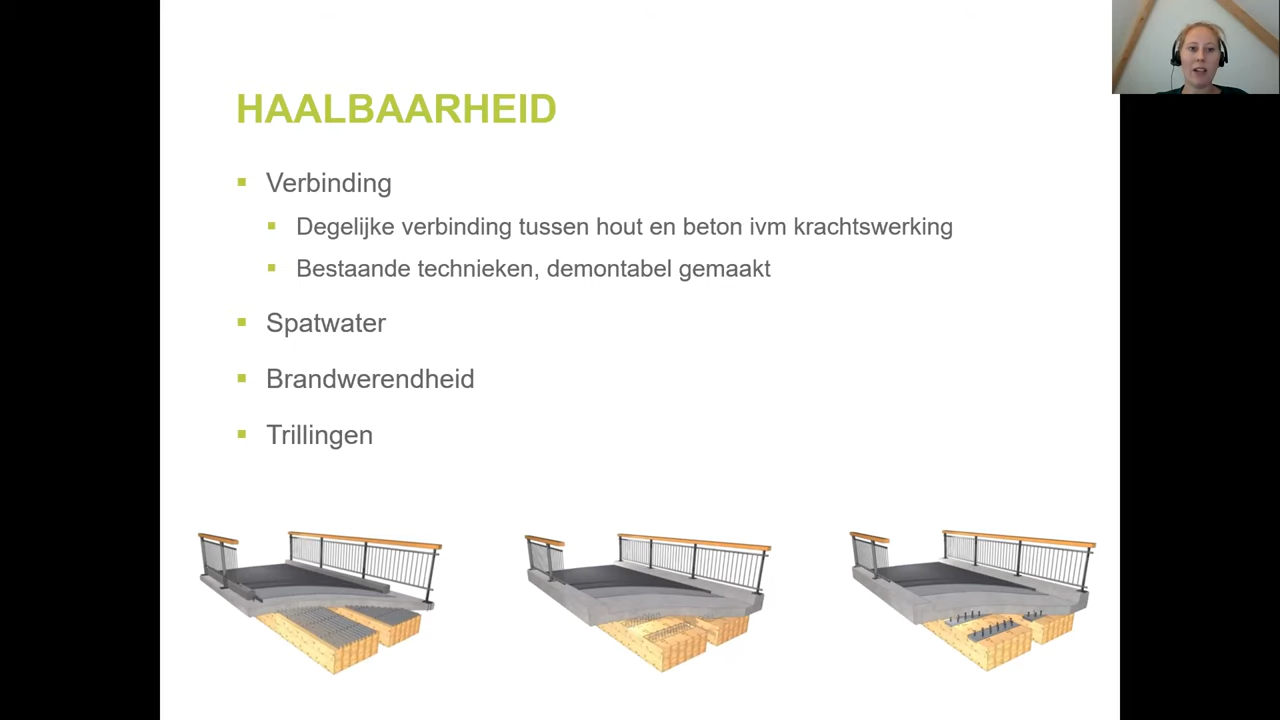 HAALBAARHEID
Verbinding
Degelijke verbinding tussen hout en beton ivm krachtswerking
Bestaande technieken, demontabel gemaakt
Spatwater
Brandwerendheid
Trillingen